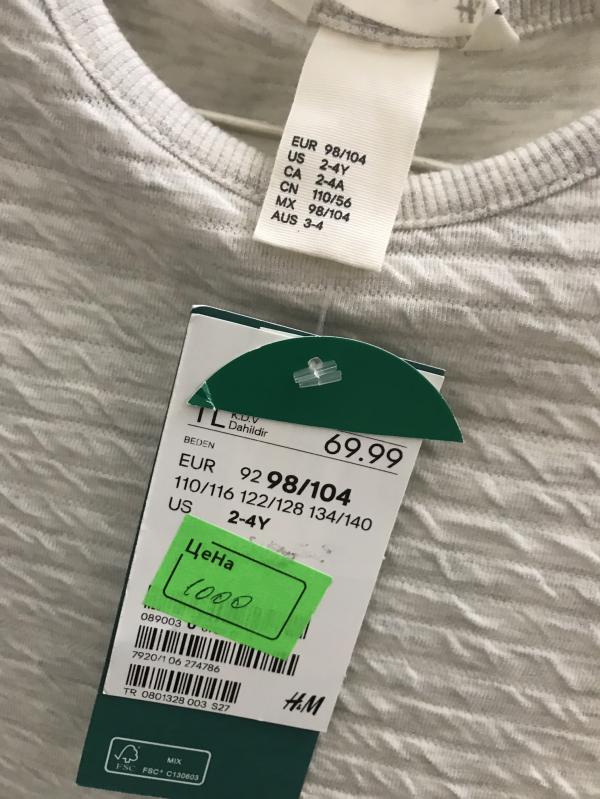 EUR 98/104
US 2-4Y
CA 2-4A
CN 110/56
MX 98/104
AUS 3-4
TL K.D.V Dahildir 69.99
BEDEN
EUR 92 98/104
110/116 122/128 134/140
US 2-4Y
Цена
1000
089003
7920/1 06 274786
TR 0801328 003 S27
H&M
FSC
MIX
FSC® C130603